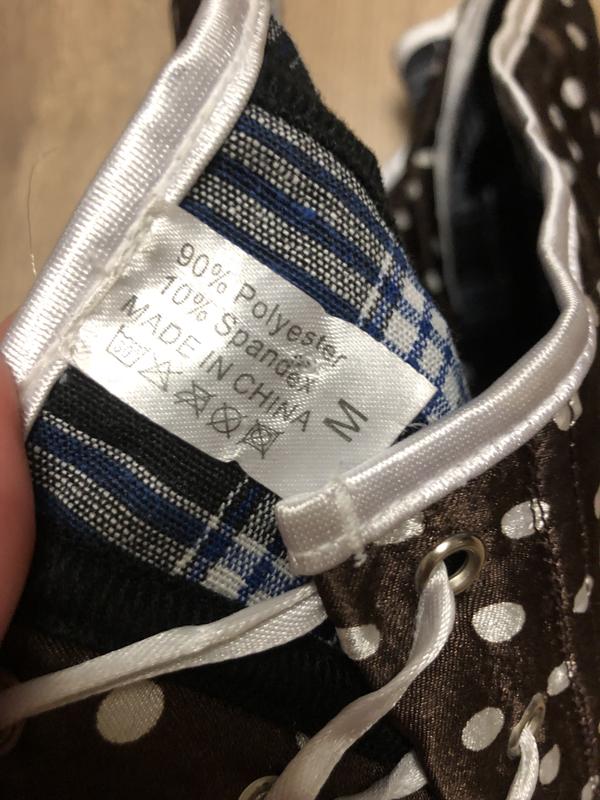 90% Polyester
10% Spandex
MADE IN CHINA
M